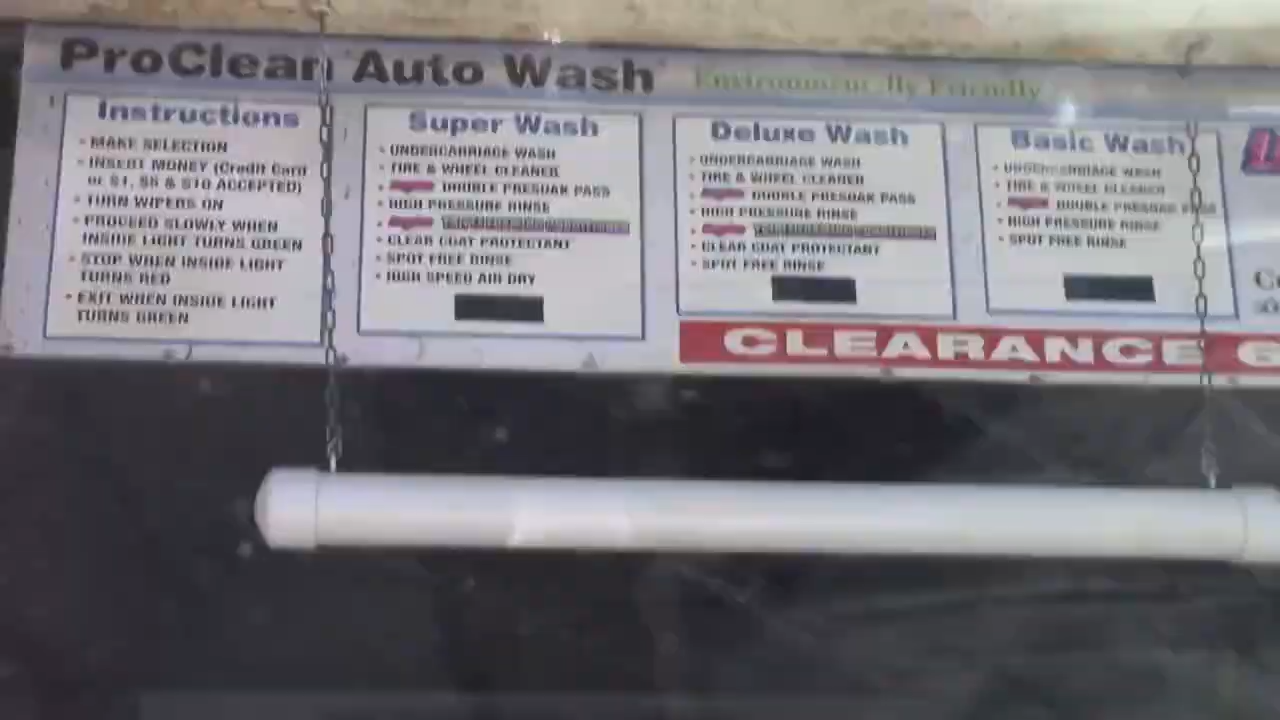 ProClean Auto Wash Environmentally Friendly
Instructions
• MAKE SELECTION
• INSERT MONEY (Credit Card
or $1, $5 & $10 ACCEPTED)
• TURN WIPERS ON
• PROCEED SLOWLY WHEN
INSIDE LIGHT TURNS GREEN
• STOP WHEN INSIDE LIGHT
TURNS RED
• EXIT WHEN INSIDE LIGHT
TURNS GREEN
Super Wash
• UNDERCARRIAGE WASH
• TIRE & WHEEL CLEANER
• DOUBLE PRESOAK PASS
• HIGH PRESSURE RINSE
• CLEAR COAT PROTECTANT
• SPOT FREE RINSE
• HIGH SPEED AIR DRY
Deluxe Wash
• UNDERCARRIAGE WASH
• TIRE & WHEEL CLEANER
• DOUBLE PRESOAK PASS
• HIGH PRESSURE RINSE
• CLEAR COAT PROTECTANT
• SPOT FREE RINSE
Basic Wash
• UNDERCARRIAGE WASH
• TIRE & WHEEL CLEANER
• DOUBLE PRESOAK PASS
• HIGH PRESSURE RINSE
• SPOT FREE RINSE
CLEARANCE 6